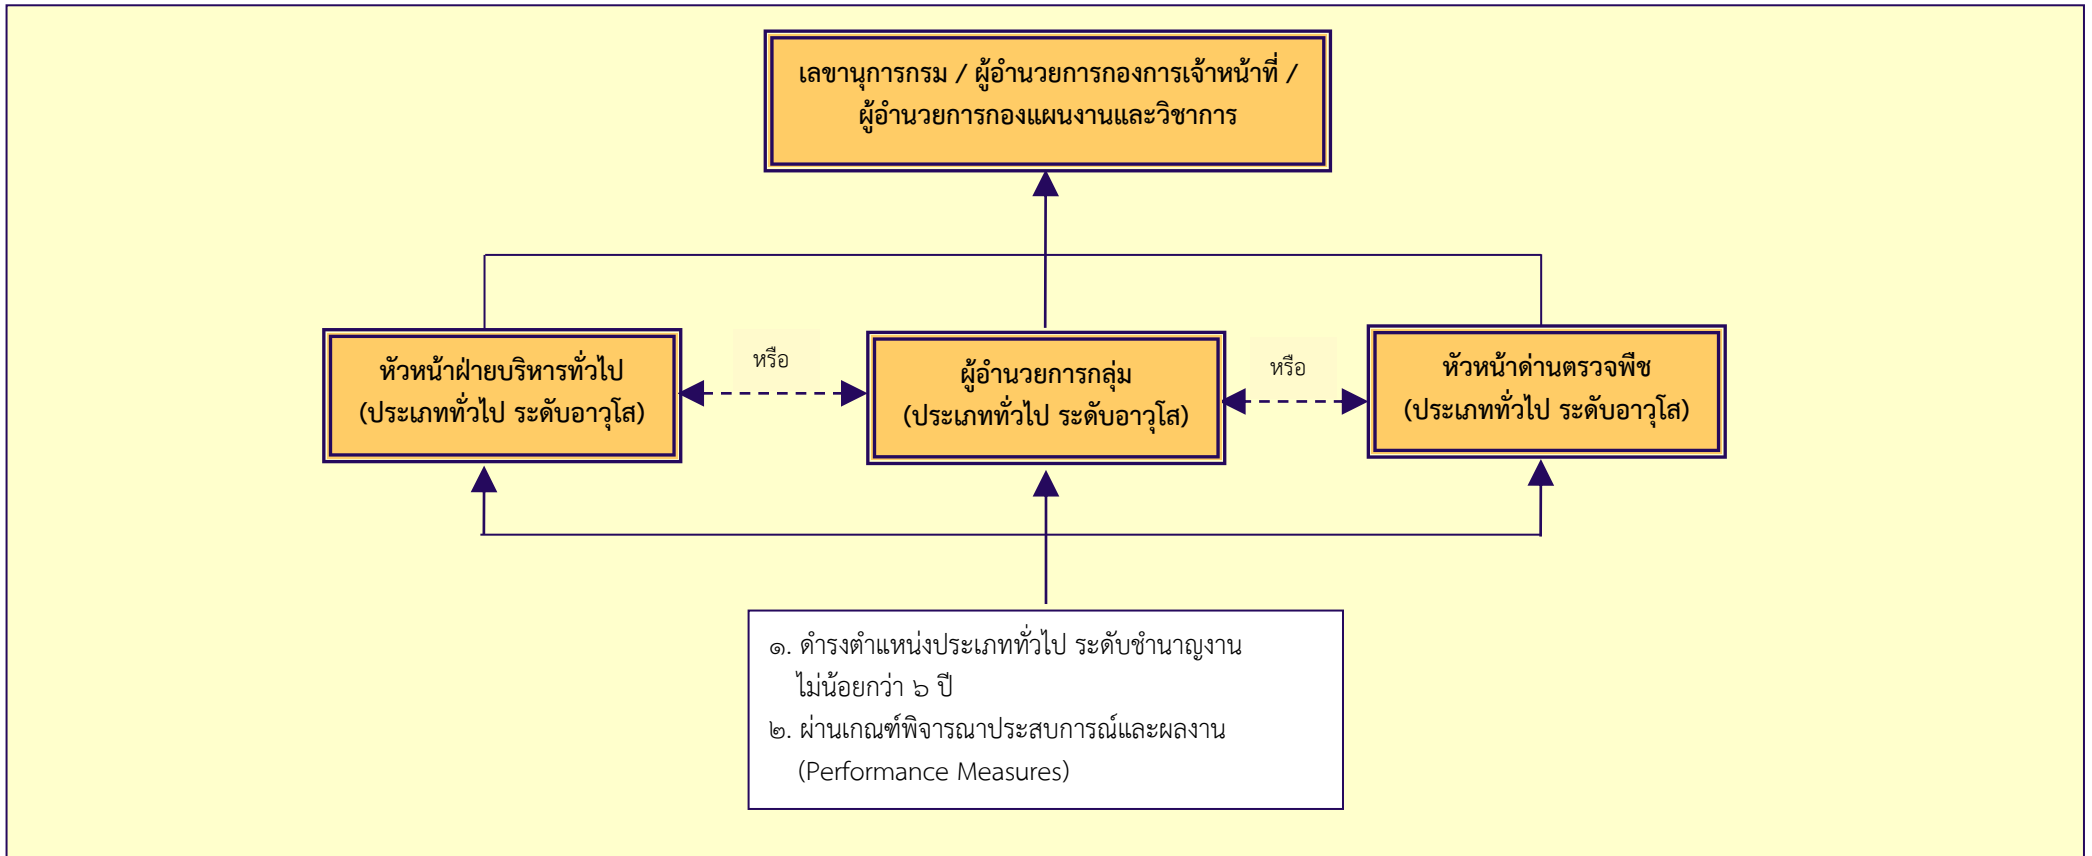 เลขานุการกรม / ผู้อำนวยการกองการเจ้าหน้าที่ /
ผู้อำนวยการกองแผนงานและวิชาการ
หัวหน้าฝ่ายบริหารทั่วไป
(ประเภททั่วไป ระดับอาวุโส)
หรือ
ผู้อำนวยการกลุ่ม
(ประเภททั่วไป ระดับอาวุโส)
หรือ
หัวหน้าด่านตรวจพืช
(ประเภททั่วไป ระดับอาวุโส)
๑. ดำรงตำแหน่งประเภททั่วไป ระดับชำนาญงาน
ไม่น้อยกว่า ๖ ปี
๒. ผ่านเกณฑ์พิจารณาประสบการณ์และผลงาน
(Performance Measures)